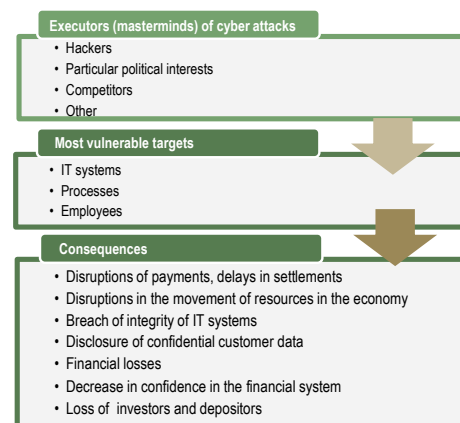 Executors (masterminds) of cyber attacks
• Hackers
• Particular political interests
• Competitors
• Other
Most vulnerable targets
• IT systems
• Processes
• Employees
Consequences
• Disruptions of payments, delays in settlements
• Disruptions in the movement of resources in the economy
• Breach of integrity of IT systems
• Disclosure of confidential customer data
• Financial losses
• Decrease in confidence in the financial system
• Loss of investors and depositors